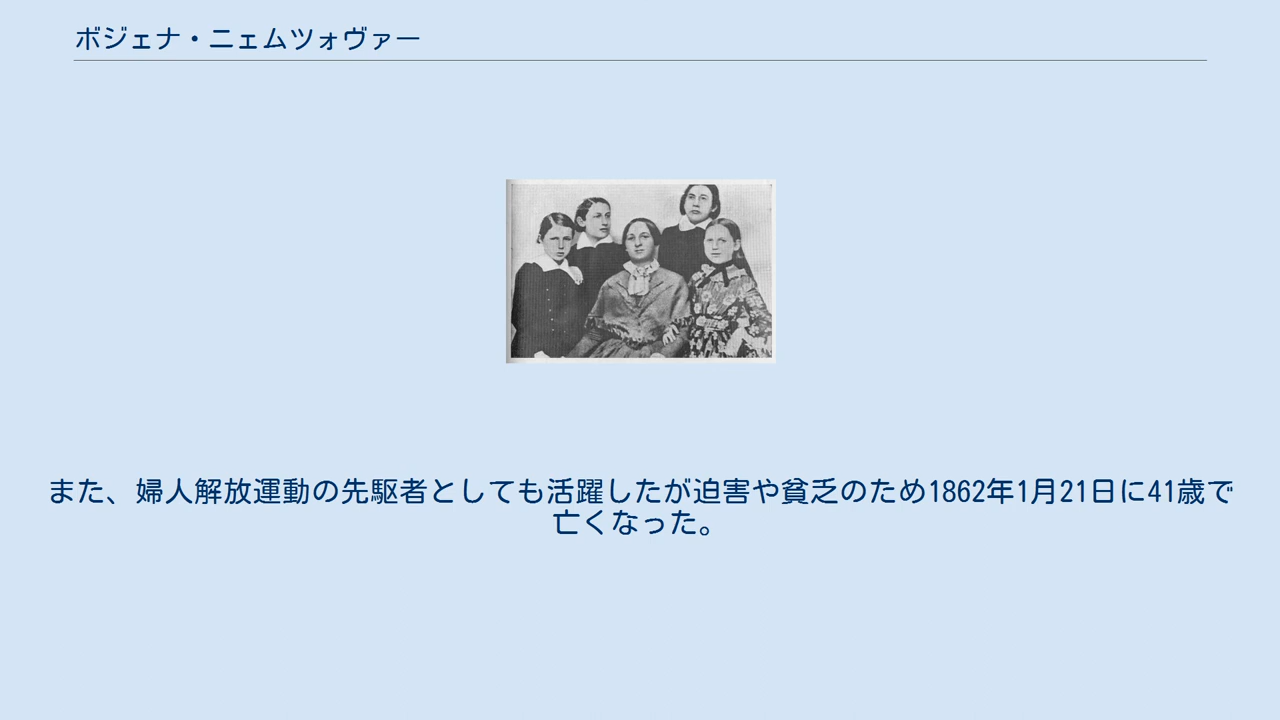 ボジェナ・ニェムツォヴァー
また、婦人解放運動の先駆者としても活躍したが迫害や貧乏のため1862年1月21日に41歳で
亡くなった。